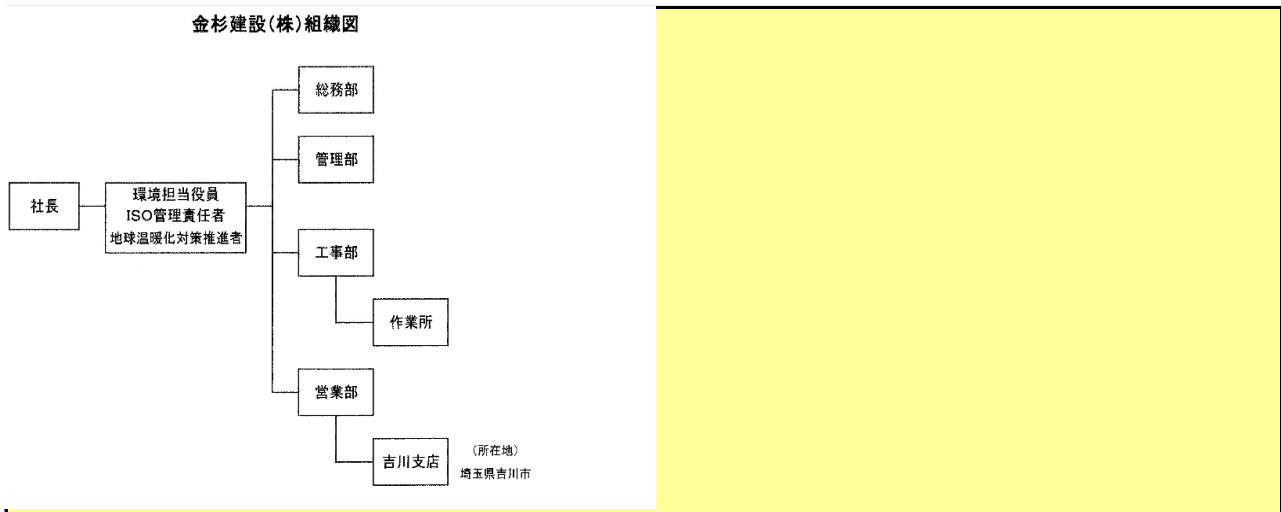 金杉建設(株)組織図
総務部
管理部
社長
環境担当役員
ISO管理責任者
地球温暖化対策推進者
工事部
作業所
営業部
吉川支店
(所在地)
埼玉県吉川市